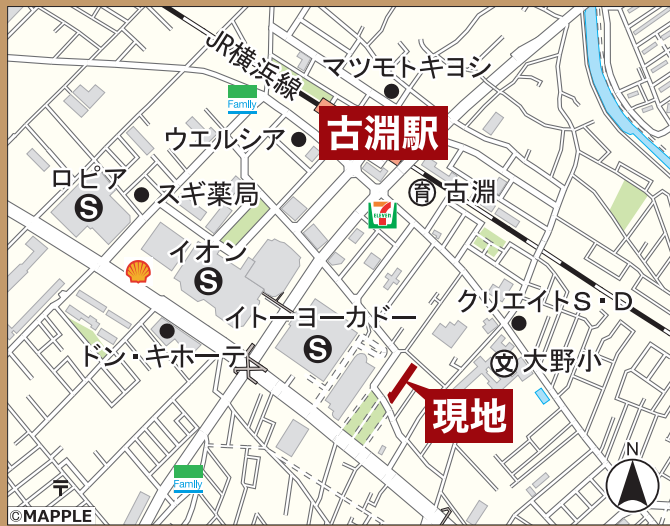 JR横浜線
マツモトキヨシ
Family
ウエルシア
古淵駅
ロピア
S
スギ薬局
育
古淵
7
ELEVEN
イオン
S
クリエイトS・D
イトーヨーカドー
S
ドン・キホーテ
文
大野小
現地
Family
〒
N
©MAPPLE